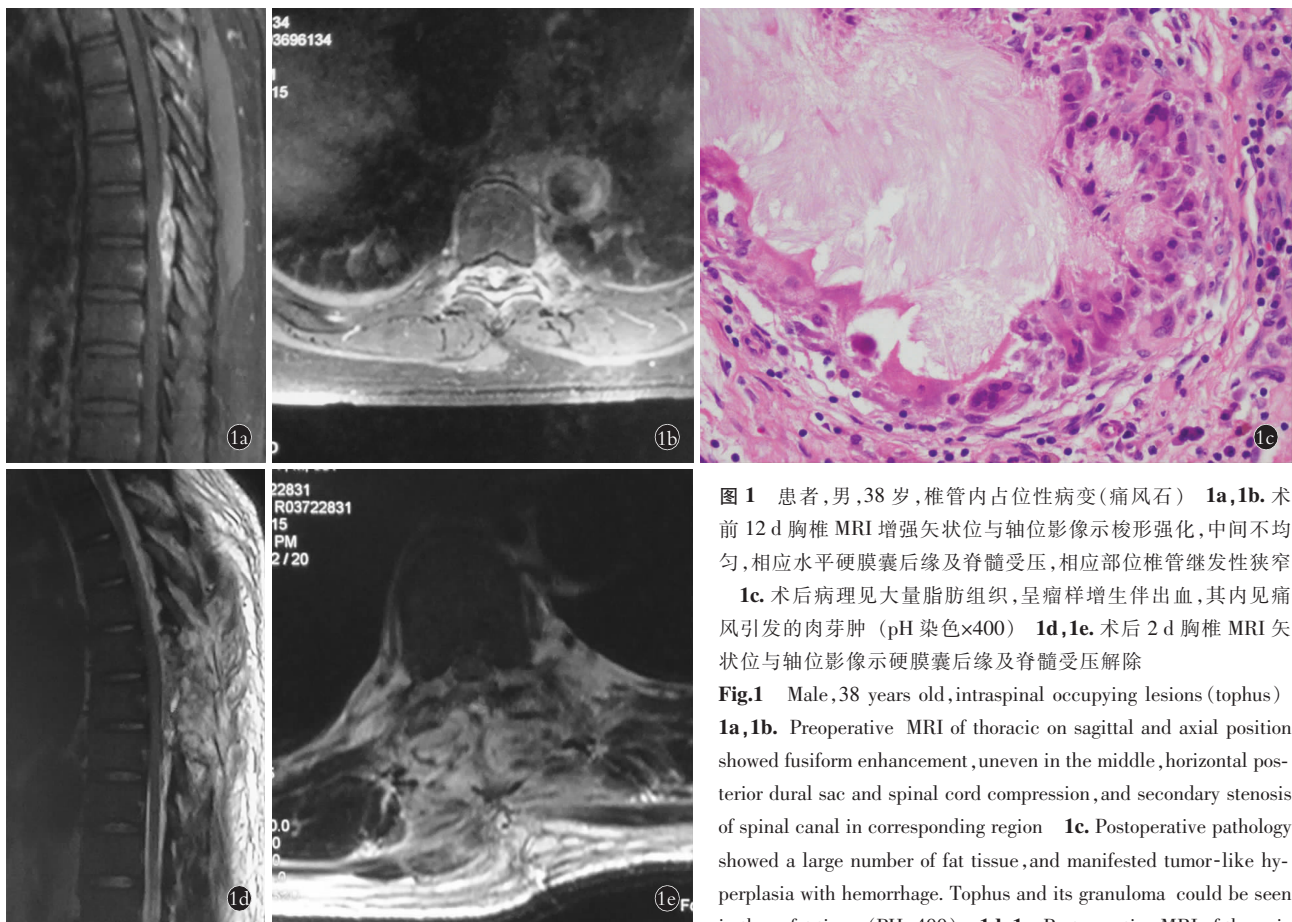 34
3696134
M
15
1a
1b
1c
22831
R03722831
15
PM
2 / 20
0.0
0
0
1d
1e
图 1 患者,男,38 岁,椎管内占位性病变(痛风石) 1a,1b. 术
前 12 d 胸椎 MRI 增强矢状位与轴位影像示梭形强化,中间不均
匀,相应水平硬膜囊后缘及脊髓受压,相应部位椎管继发性狭窄
1c. 术后病理见大量脂肪组织,呈瘤样增生伴出血,其内见痛
风引发的肉芽肿 (pH 染色×400) 1d,1e. 术后 2 d 胸椎 MRI 矢
状位与轴位影像示硬膜囊后缘及脊髓受压解除
Fig.1 Male,38 years old,intraspinal occupying lesions(tophus)
1a,1b. Preoperative MRI of thoracic on sagittal and axial position
showed fusiform enhancement,uneven in the middle,horizontal pos-
terior dural sac and spinal cord compression,and secondary stenosis
of spinal canal in corresponding region 1c. Postoperative pathology
showed a large number of fat tissue,and manifested tumor-like hy-
perplasia with hemorrhage. Tophus and its granuloma could be seen